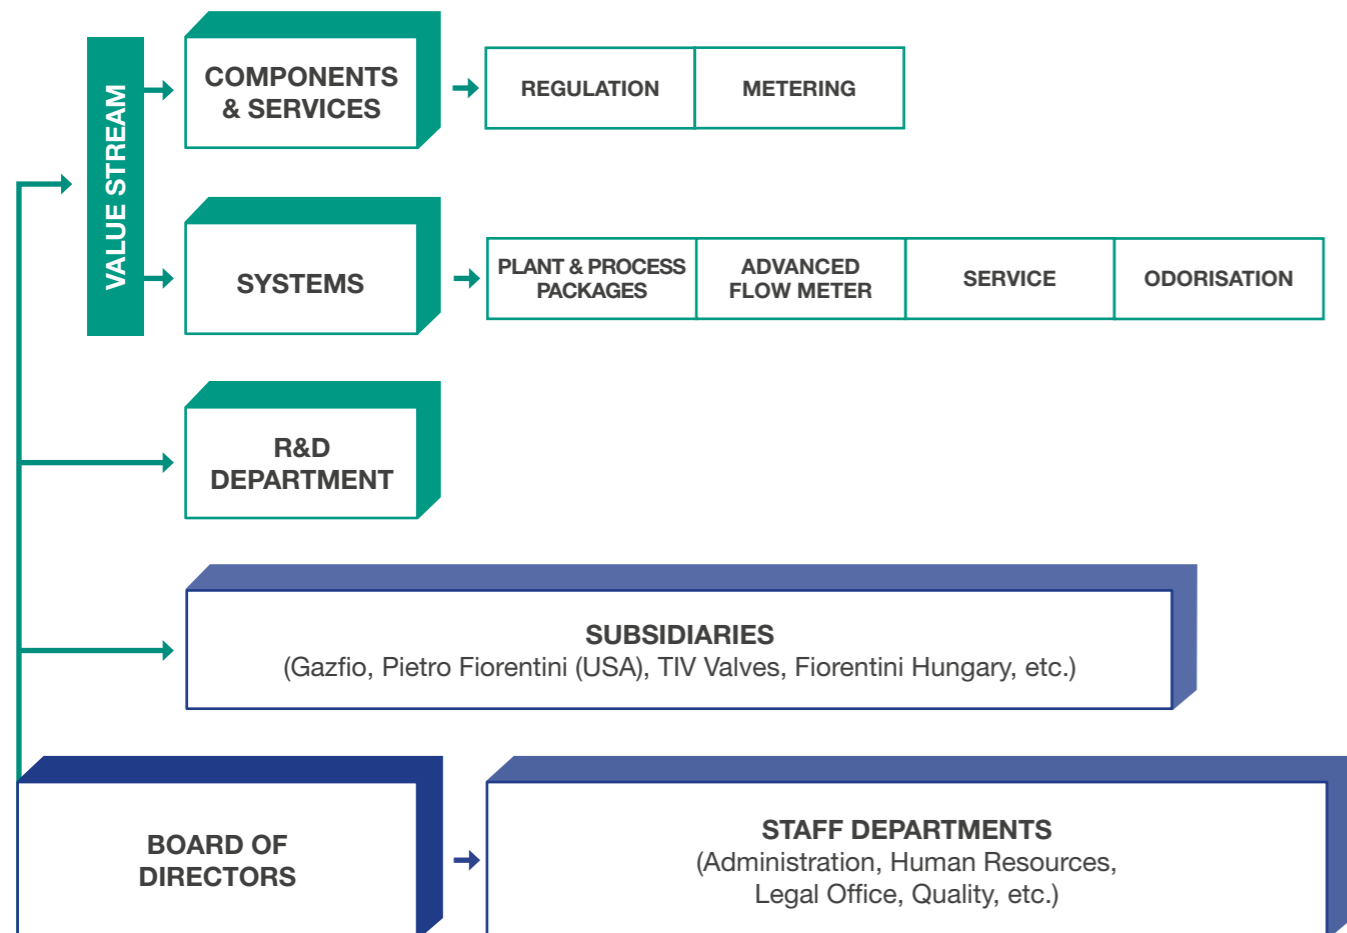 VALUE STREAM
COMPONENTS
& SERVICES
REGULATION
METERING
SYSTEMS
PLANT & PROCESS
PACKAGES
ADVANCED
FLOW METER
SERVICE
ODORISATION
R&D
DEPARTMENT
SUBSIDIARIES
(Gazfio, Pietro Fiorentini (USA), TIV Valves, Fiorentini Hungary, etc.)
BOARD OF
DIRECTORS
STAFF DEPARTMENTS
(Administration, Human Resources,
Legal Office, Quality, etc.)